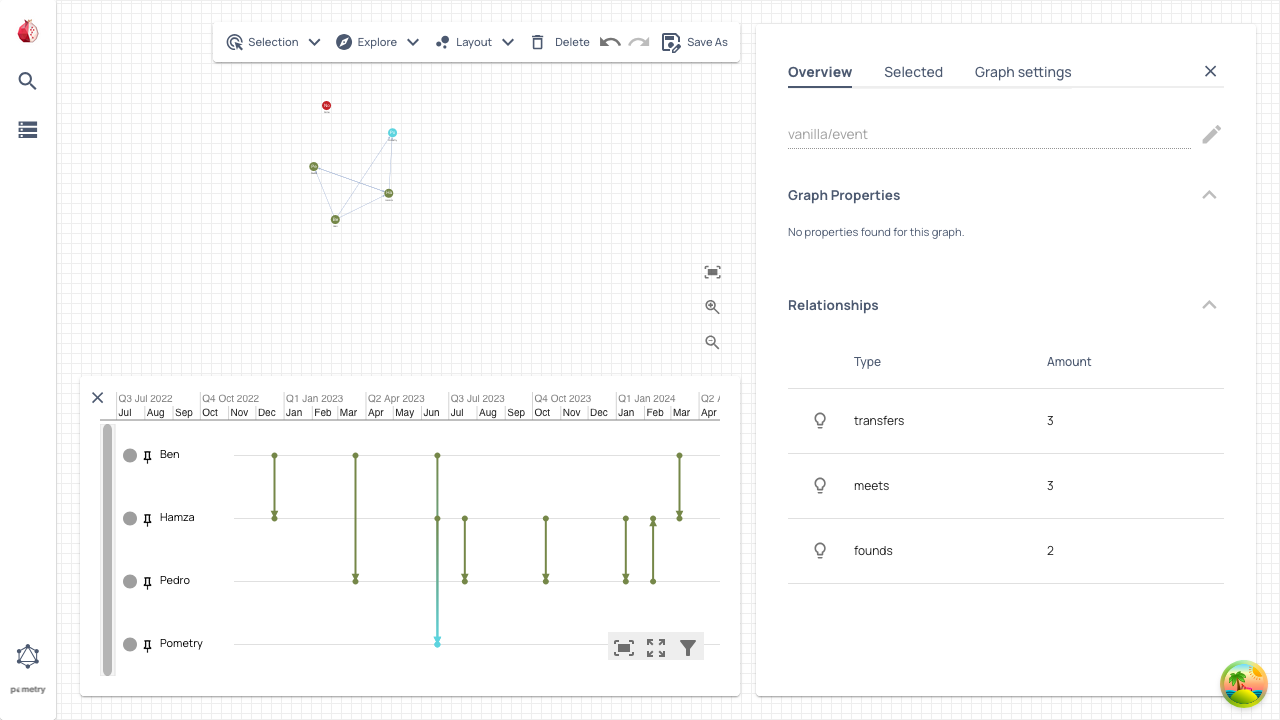 Selection
Explore
Layout
Delete
Save As
Overview
Selected
Graph settings
vanilla/event
Graph Properties
No properties found for this graph.
Relationships
Type Amount
transfers 3
meets 3
founds 2
Q3 Jul 2022 Q4 Oct 2022 Q1 Jan 2023 Q2 Apr 2023 Q3 Jul 2023 Q4 Oct 2023 Q1 Jan 2024 Q2
Jul Aug Sep Oct Nov Dec Jan Feb Mar Apr May Jun Jul Aug Sep Oct Nov Dec Jan Feb Mar Apr
Ben
Hamza
Pedro
Pometry
pometry